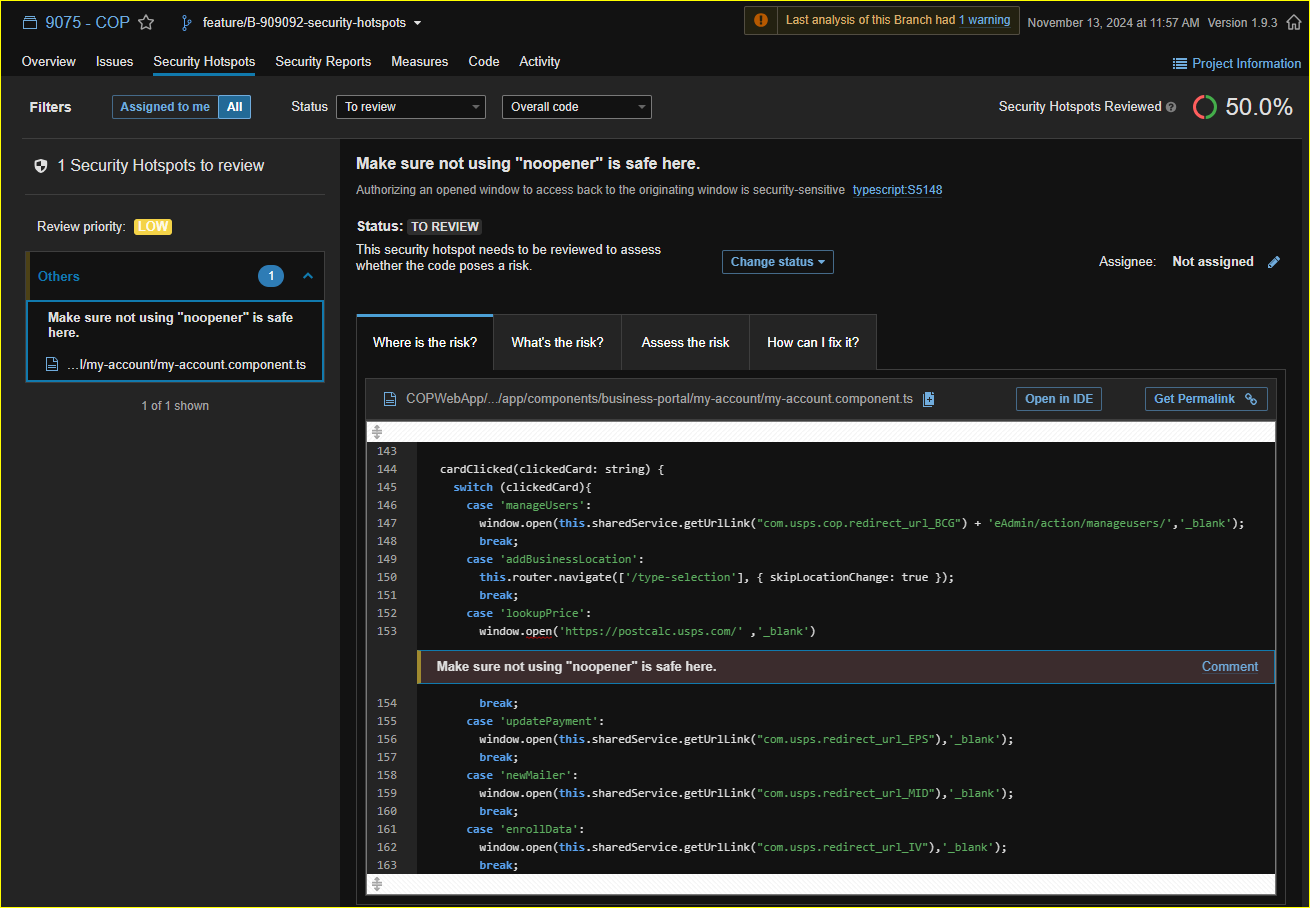 9075 - COP feature/B-909092-security-hotspots Last analysis of this Branch had 1 warning November 13, 2024 at 11:57 AM Version 1.9.3
Overview Issues Security Hotspots Security Reports Measures Code Activity Project Information
Filters Assigned to me All Status To review Overall code Security Hotspots Reviewed ? 50.0%
1 Security Hotspots to review
Review priority: LOW
Others 1
Make sure not using "noopener" is safe
here.
...l/my-account/my-account.component.ts
1 of 1 shown
Make sure not using "noopener" is safe here.
Authorizing an opened window to access back to the originating window is security-sensitive typescript:S5148
Status: TO REVIEW
This security hotspot needs to be reviewed to assess
whether the code poses a risk.
Change status
Assignee: Not assigned
Where is the risk? What's the risk? Assess the risk How can I fix it?
COPWebApp/.../app/components/business-portal/my-account/my-account.component.ts Open in IDE Get Permalink
143
144 cardClicked(clickedCard: string) {
145 switch (clickedCard){
146 case 'manageUsers':
147 window.open(this.sharedService.getUrlLink("com.usps.cop.redirect_url_BCG") + 'eAdmin/action/manageusers/','_blank');
148 break;
149 case 'addBusinessLocation':
150 this.router.navigate(['/type-selection'], { skipLocationChange: true });
151 break;
152 case 'lookupPrice':
153 window.open('https://postcalc.usps.com/' ,'_blank')
Make sure not using "noopener" is safe here. Comment
154 break;
155 case 'updatePayment':
156 window.open(this.sharedService.getUrlLink("com.usps.redirect_url_EPS"),'_blank');
157 break;
158 case 'newMailer':
159 window.open(this.sharedService.getUrlLink("com.usps.redirect_url_MID"),'_blank');
160 break;
161 case 'enrollData':
162 window.open(this.sharedService.getUrlLink("com.usps.redirect_url_IV"),'_blank');
163 break;